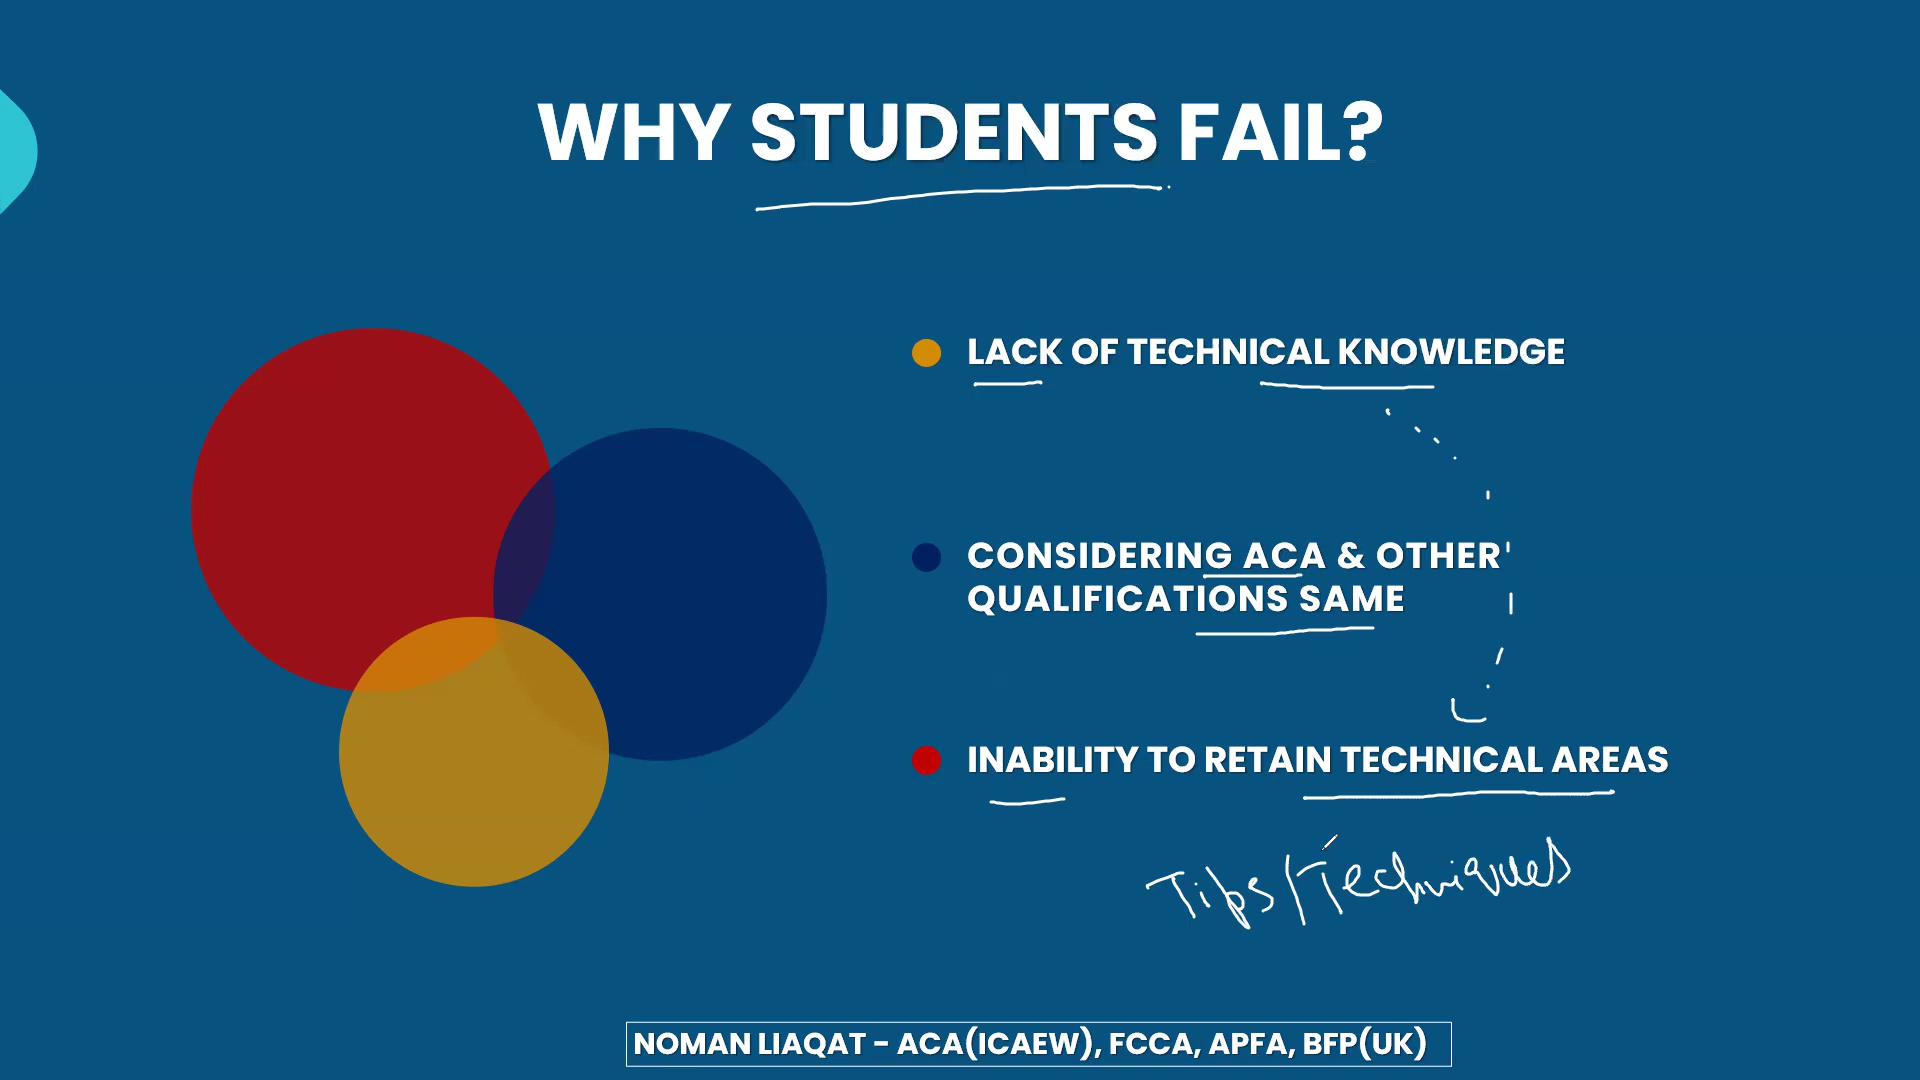 WHY STUDENTS FAIL?
LACK OF TECHNICAL KNOWLEDGE
CONSIDERING ACA & OTHER
QUALIFICATIONS SAME
INABILITY TO RETAIN TECHNICAL AREAS
Tips/Techniques
NOMAN LIAQAT - ACA(ICAEW), FCCA, APFA, BFP(UK)